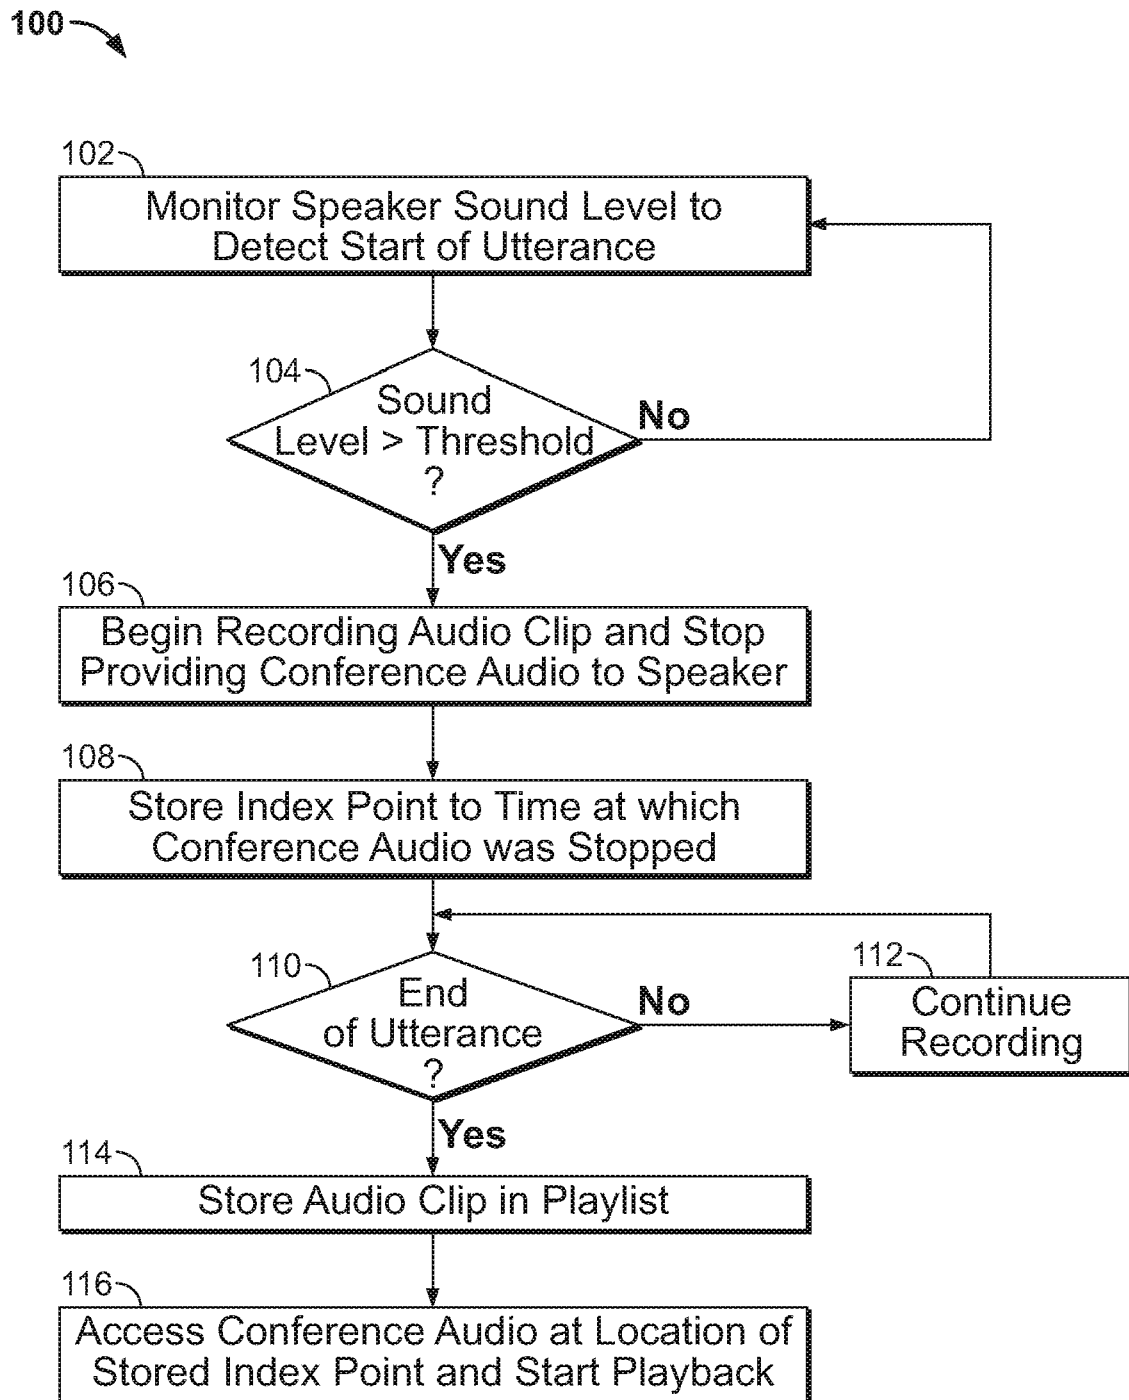 100
102
Monitor Speaker Sound Level to
Detect Start of Utterance
104
Sound
Level > Threshold
?
No
Yes
106
Begin Recording Audio Clip and Stop
Providing Conference Audio to Speaker
108
Store Index Point to Time at which
Conference Audio was Stopped
110
End
of Utterance
?
No
112
Continue
Recording
Yes
114
Store Audio Clip in Playlist
116
Access Conference Audio at Location of
Stored Index Point and Start Playback